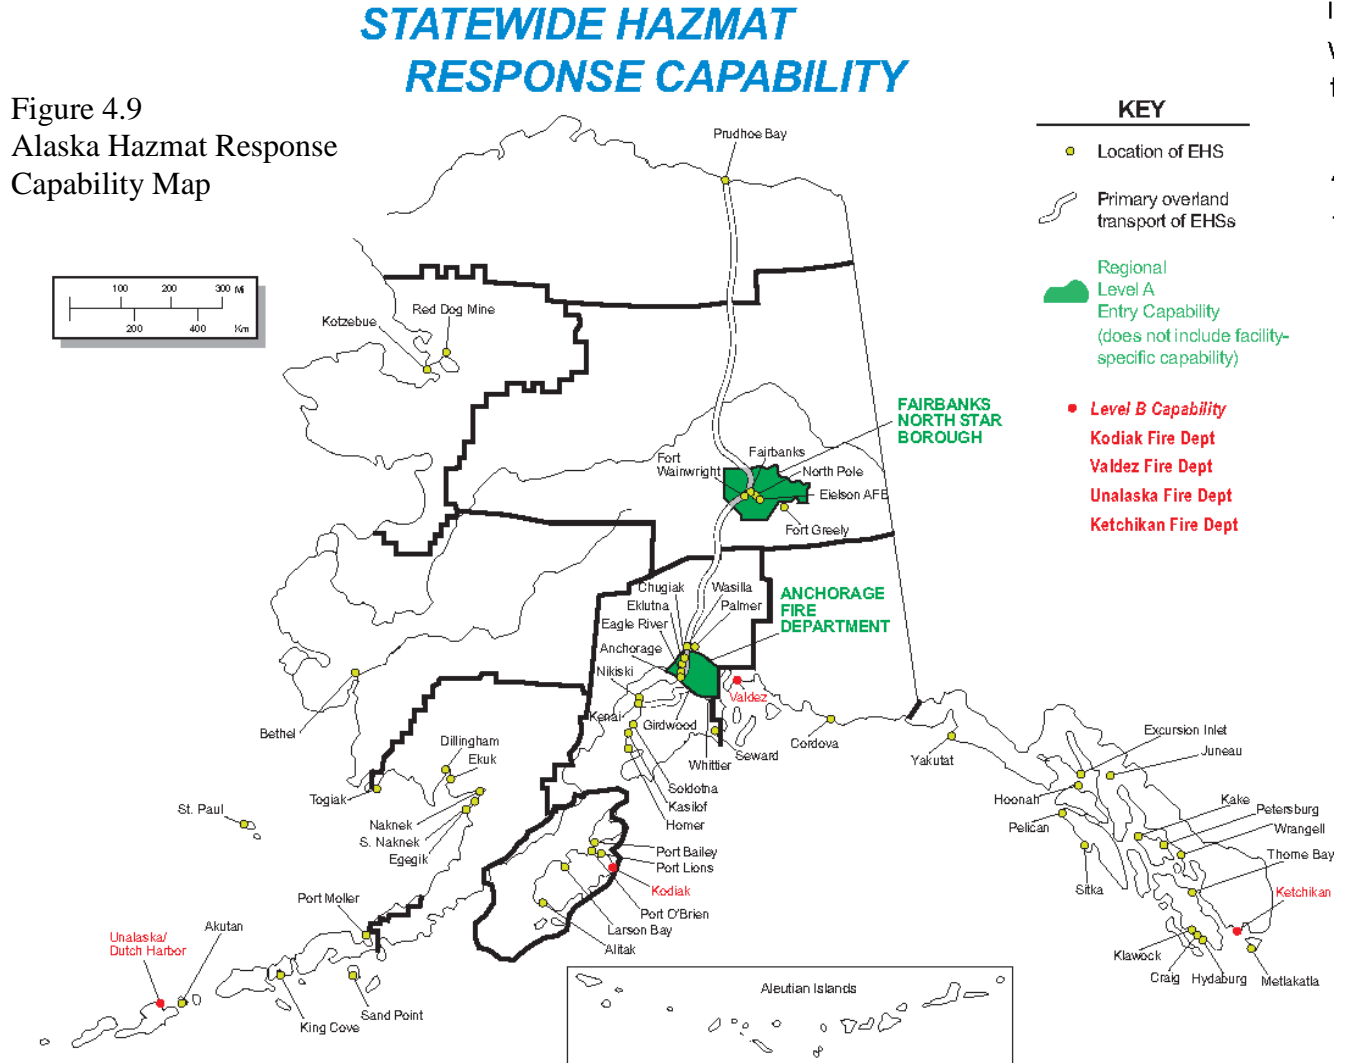 STATEWIDE HAZMAT
RESPONSE CAPABILITY
Figure 4.9
Alaska Hazmat Response
Capability Map
KEY
Location of EHS
Primary overland
transport of EHSs
Regional
Level A
Entry Capability
(does not include facility-
specific capability)
Level B Capability
Kodiak Fire Dept
Valdez Fire Dept
Unalaska Fire Dept
Ketchikan Fire Dept
100 200 300 Mi
200 400 Km
Prudhoe Bay
Red Dog Mine
Kotzebue
FAIRBANKS
NORTH STAR
BOROUGH
Fairbanks
Fort
Wainwright
North Pole
Eielson AFB
Fort Greely
Chugiak
Wasilla
Eklutna
Palmer
Eagle River
Anchorage
Nikiski
ANCHORAGE
FIRE
DEPARTMENT
Kenai
Girdwood
Valdez
Whittier
Seward
Cordova
Soldotna
Kasilof
Homer
Bethel
Dillingham
Ekuk
Togiak
St. Paul
Naknek
S. Naknek
Egegik
Port Bailey
Port Lions
Kodiak
Port O'Brien
Larson Bay
Alitak
Port Moller
Akutan
Unalaska/
Dutch Harbor
King Cove
Sand Point
Aleutian Islands
Yakutat
Excursion Inlet
Juneau
Hoonah
Pelican
Kake
Petersburg
Wrangell
Thorne Bay
Sitka
Ketchikan
Klawock
Craig
Hydaburg
Metlakatla